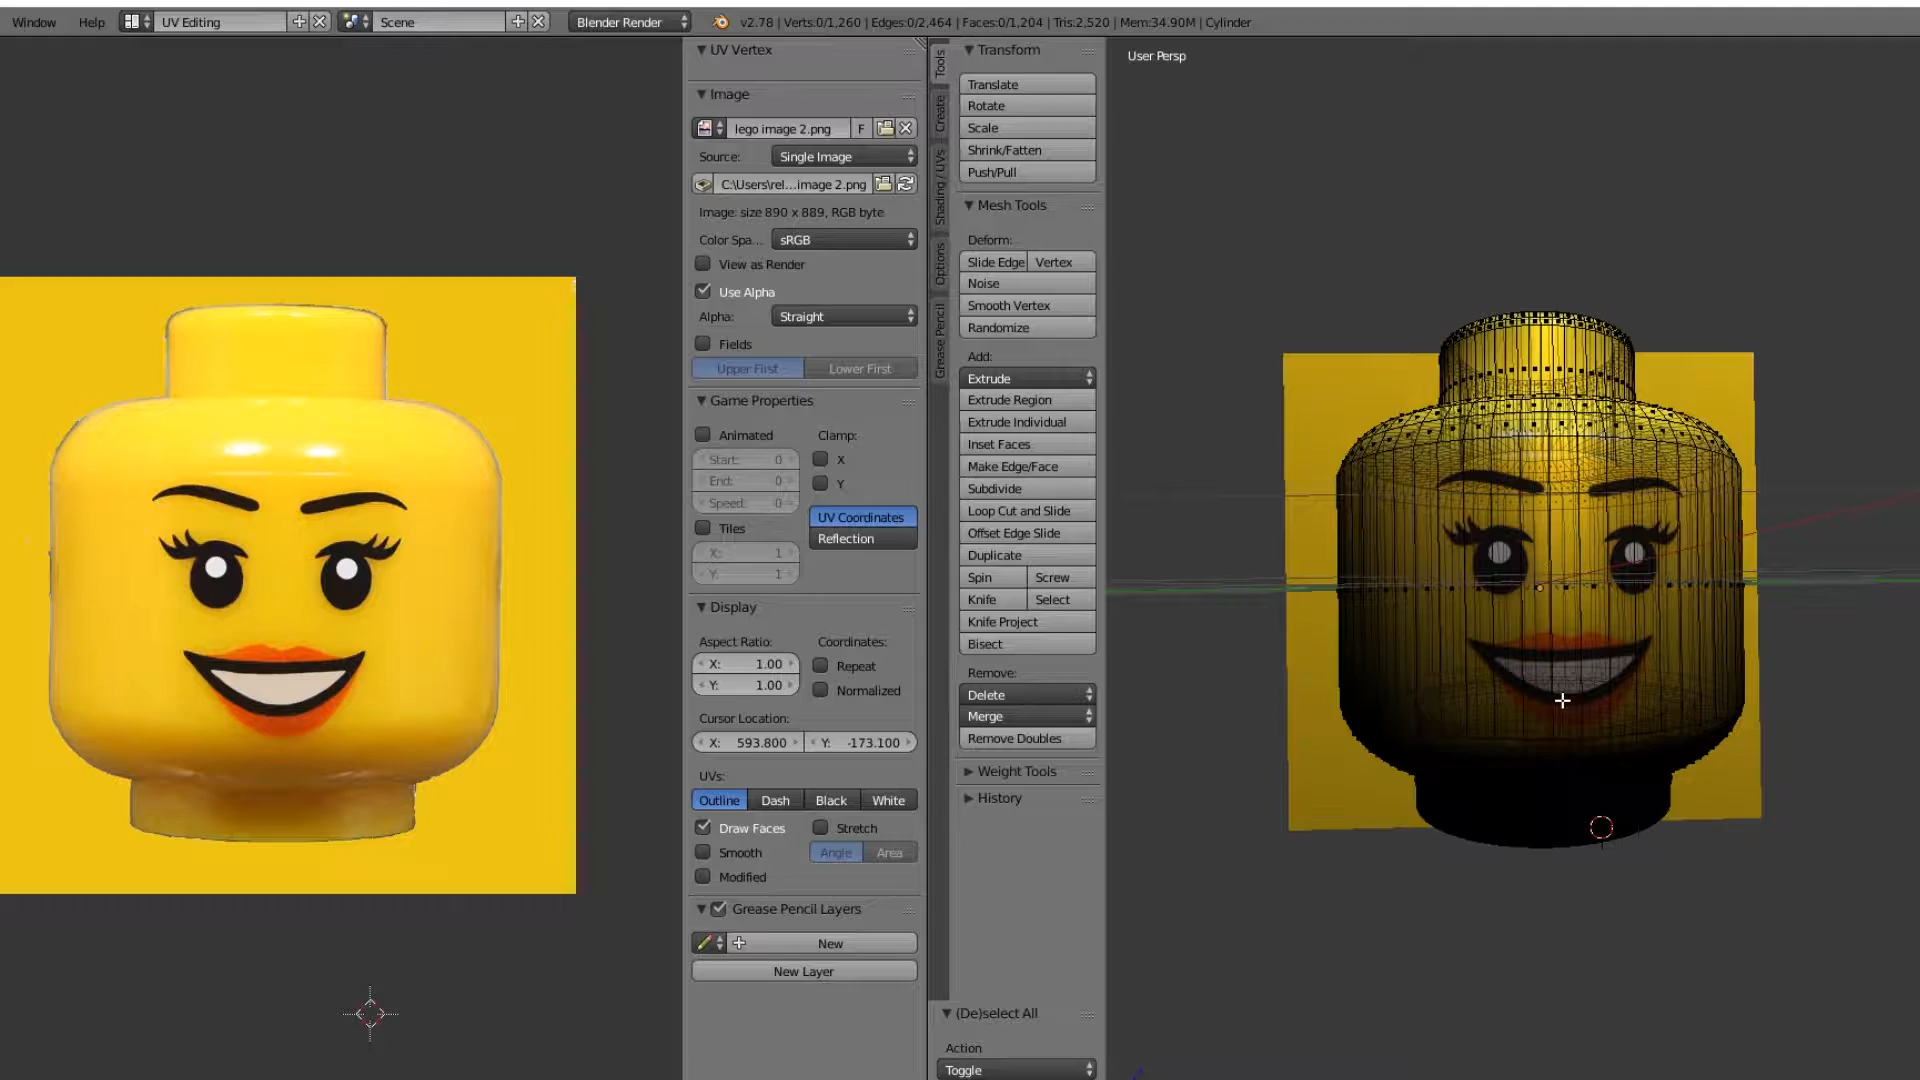 Window Help UV Editing Scene Blender Render v2.78 | Verts:0/1,260 | Edges:0/2,464 | Faces:0/1,204 | Tris:2,520 | Mem:34.90M | Cylinder
UV Vertex
Image
lego image 2.png F
Source: Single Image
C:\Users\rel...image 2.png
Image: size 890 x 889, RGB byte
Color Spa... sRGB
View as Render
Use Alpha
Alpha: Straight
Fields
Upper First Lower First
Game Properties
Animated Clamp:
Start: 0 X
End: 0 Y
Speed: 0
UV Coordinates
Tiles
Reflection
X: 1
Y: 1
Display
Aspect Ratio: Coordinates:
X: 1.00 Repeat
Y: 1.00 Normalized
Cursor Location:
X: 593.800 Y: -173.100
UVs:
Outline Dash Black White
Draw Faces Stretch
Smooth Angle Area
Modified
Grease Pencil Layers
New
New Layer
Tools
Create
Shading / UVs
Options
Grease Pencil
Transform
Translate
Rotate
Scale
Shrink/Fatten
Push/Pull
Mesh Tools
Deform:
Slide Edge Vertex
Noise
Smooth Vertex
Randomize
Add:
Extrude
Extrude Region
Extrude Individual
Inset Faces
Make Edge/Face
Subdivide
Loop Cut and Slide
Offset Edge Slide
Duplicate
Spin Screw
Knife Select
Knife Project
Bisect
Remove:
Delete
Merge
Remove Doubles
Weight Tools
History
(De)select All
Action
Toggle
User Persp